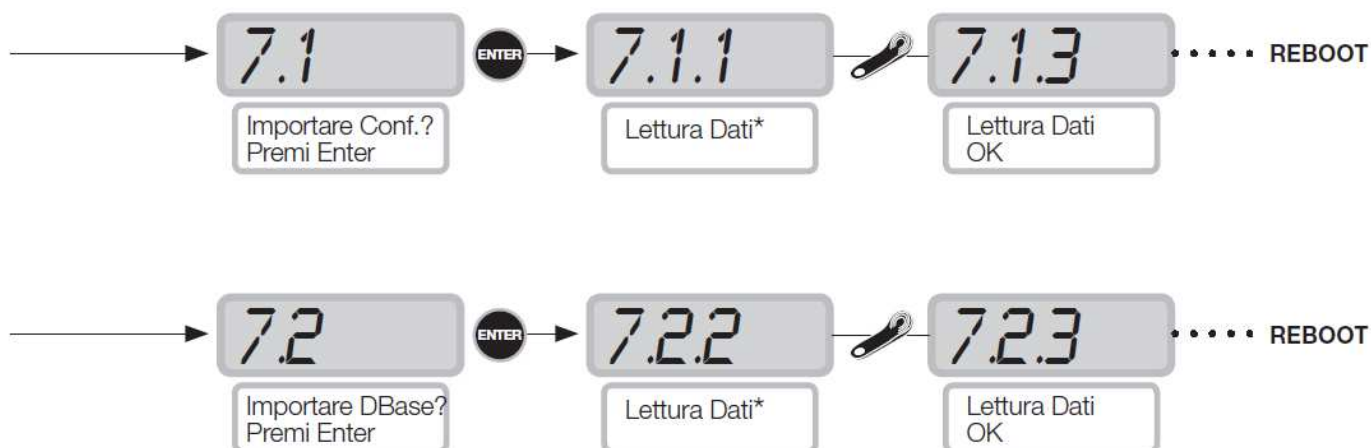 7.1 ENTER 7.1.1 7.1.3 REBOOT
Importare Conf.?
Premi Enter
Lettura Dati*
Lettura Dati
OK
7.2 ENTER 7.2.2 7.2.3 REBOOT
Importare DBase?
Premi Enter
Lettura Dati*
Lettura Dati
OK